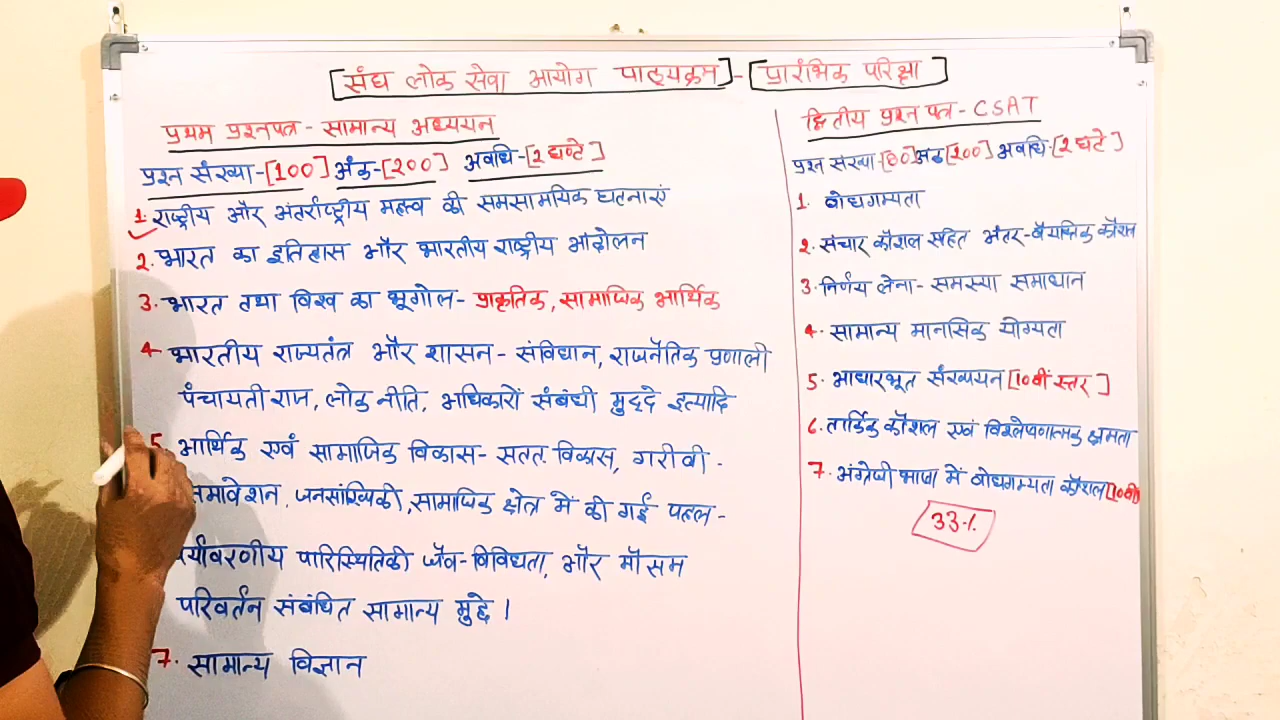 [संघ लोक सेवा आयोग पाठ्यक्रम]-[प्रारंभिक परिक्षा]
प्रथम प्रश्नपत्र - सामान्य अध्ययन
प्रश्न संख्या-[100] अंक-[200] अवधि-[2 घण्टे]
1. राष्ट्रीय और अंतर्राष्ट्रीय महत्व की समसामयिक घटनाएं
2. भारत का इतिहास और भारतीय राष्ट्रीय आंदोलन
3. भारत तथा विश्व का भूगोल- प्राकृतिक, सामाजिक आर्थिक
4 भारतीय राज्यतंत्र और शासन- संविधान, राजनैतिक प्रणाली
पंचायती राज, लोक नीति, अधिकारों संबंधी मुद्दे इत्यादि
5 आर्थिक एवं सामाजिक विकास- सतत विकास, गरीबी -
समावेशन, जनसांख्यिकी, सामाजिक क्षेत्र में की गई पहल -
पर्यावरणीय पारिस्थितिकी जैव-विविधता, और मौसम
परिवर्तन संबंधित सामान्य मुद्दे ।
7. सामान्य विज्ञान
द्वितीय प्रश्न पत्र - CSAT
प्रश्न संख्या-[80] अंक [200] अवधि-[2 घंटे]
1. बोधगम्यता
2. संचार कौशल सहित अंतर-वैयक्तिक कौशल
3. निर्णय लेना- समस्या समाधान
4. सामान्य मानसिक योग्यता
5. आधारभूत संख्ययन [10वीं स्तर]
6. तार्किक कौशल एवं विश्लेषणात्मक क्षमता
7. अंग्रेजी भाषा में बोधगम्यता कौशल [10वीं
33%